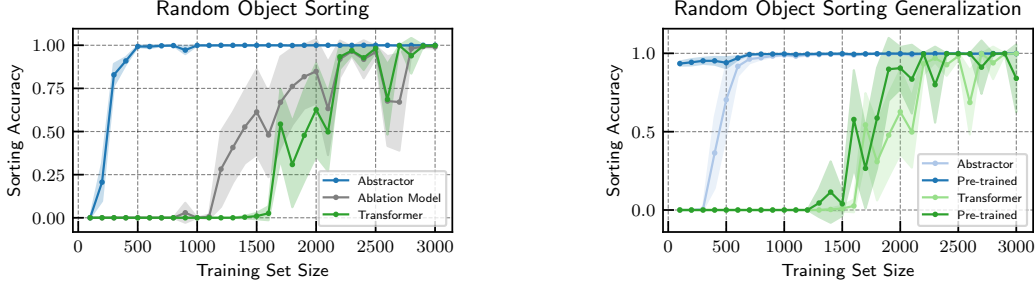 Random Object Sorting
Sorting Accuracy
1.00
0.75
0.50
0.25
0.00
Abstractor
Ablation Model
Transformer
0
500
1000
1500
2000
2500
3000
Training Set Size
Random Object Sorting Generalization
Sorting Accuracy
1.0
0.5
0.0
Abstractor
Pre-trained
Transformer
Pre-trained
0
500
1000
1500
2000
2500
3000
Training Set Size